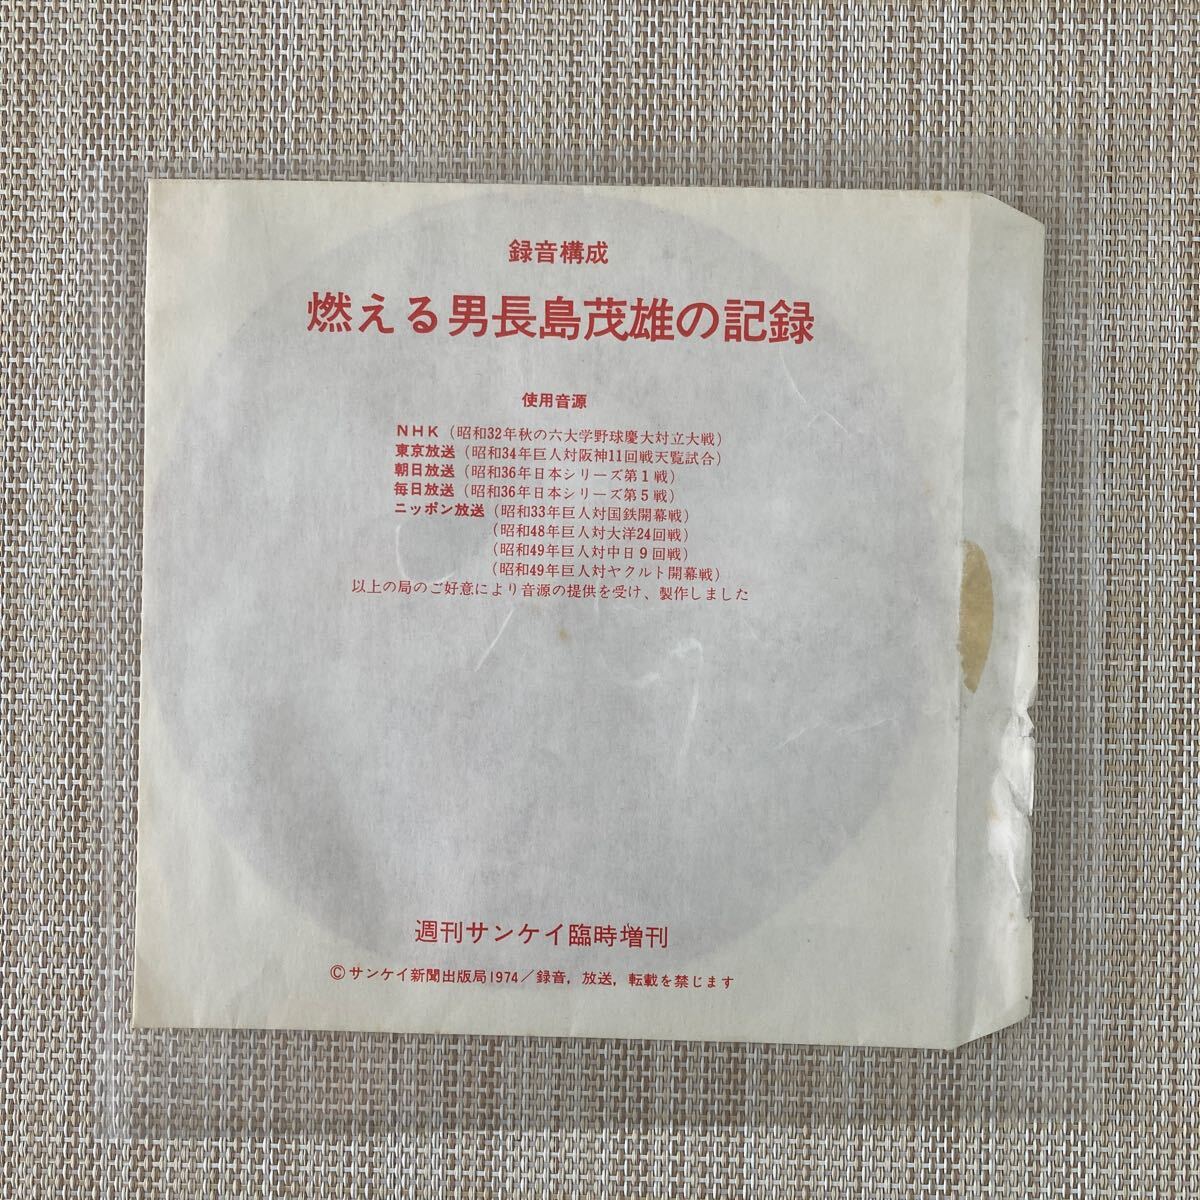 録音構成
燃える男長島茂雄の記録
使用音源
NHK（昭和32年秋の六大学野球慶大対立大戦）
東京放送（昭和34年巨人対阪神11回戦天覧試合）
朝日放送（昭和36年日本シリーズ第1戦）
毎日放送（昭和36年日本シリーズ第5戦）
ニッポン放送（昭和33年巨人対国鉄開幕戦）
（昭和48年巨人対大洋24回戦）
（昭和49年巨人対中日9回戦）
（昭和49年巨人対ヤクルト開幕戦）
以上の局のご好意により音源の提供を受け、製作しました
週刊サンケイ臨時増刊
©サンケイ新聞出版局1974／録音，放送，転載を禁じます